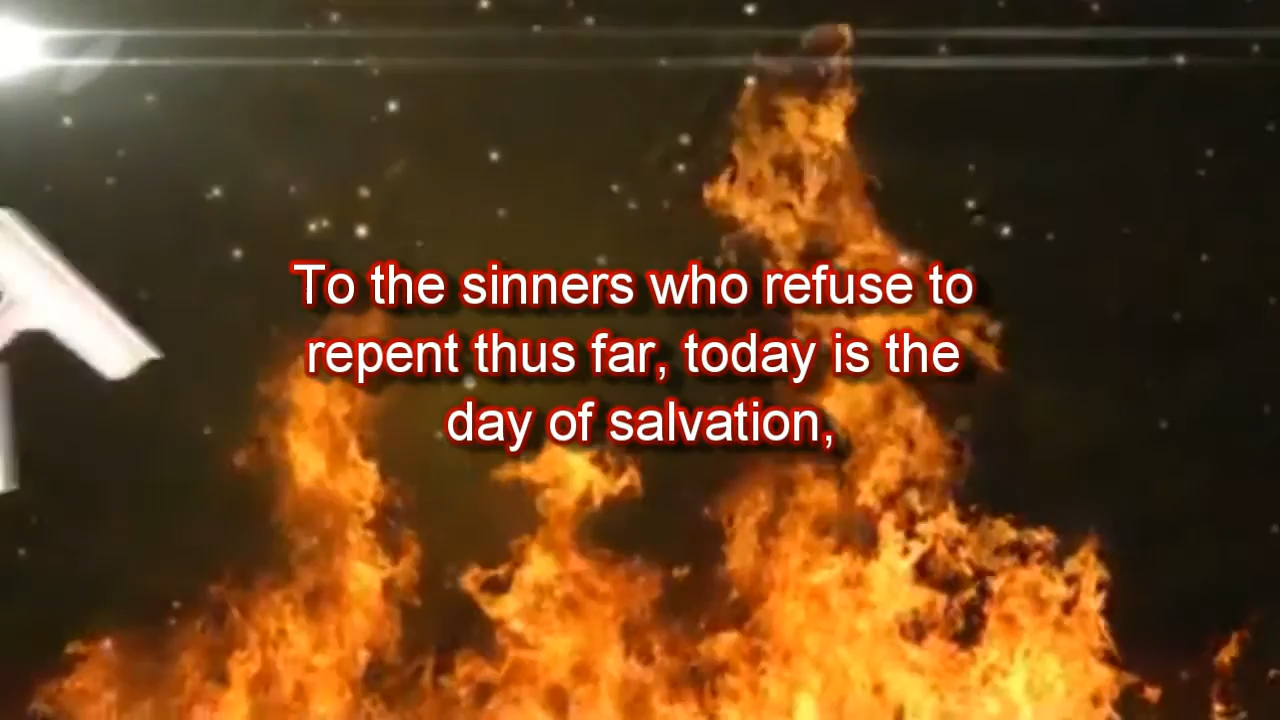 To the sinners who refuse to
repent thus far, today is the
day of salvation,